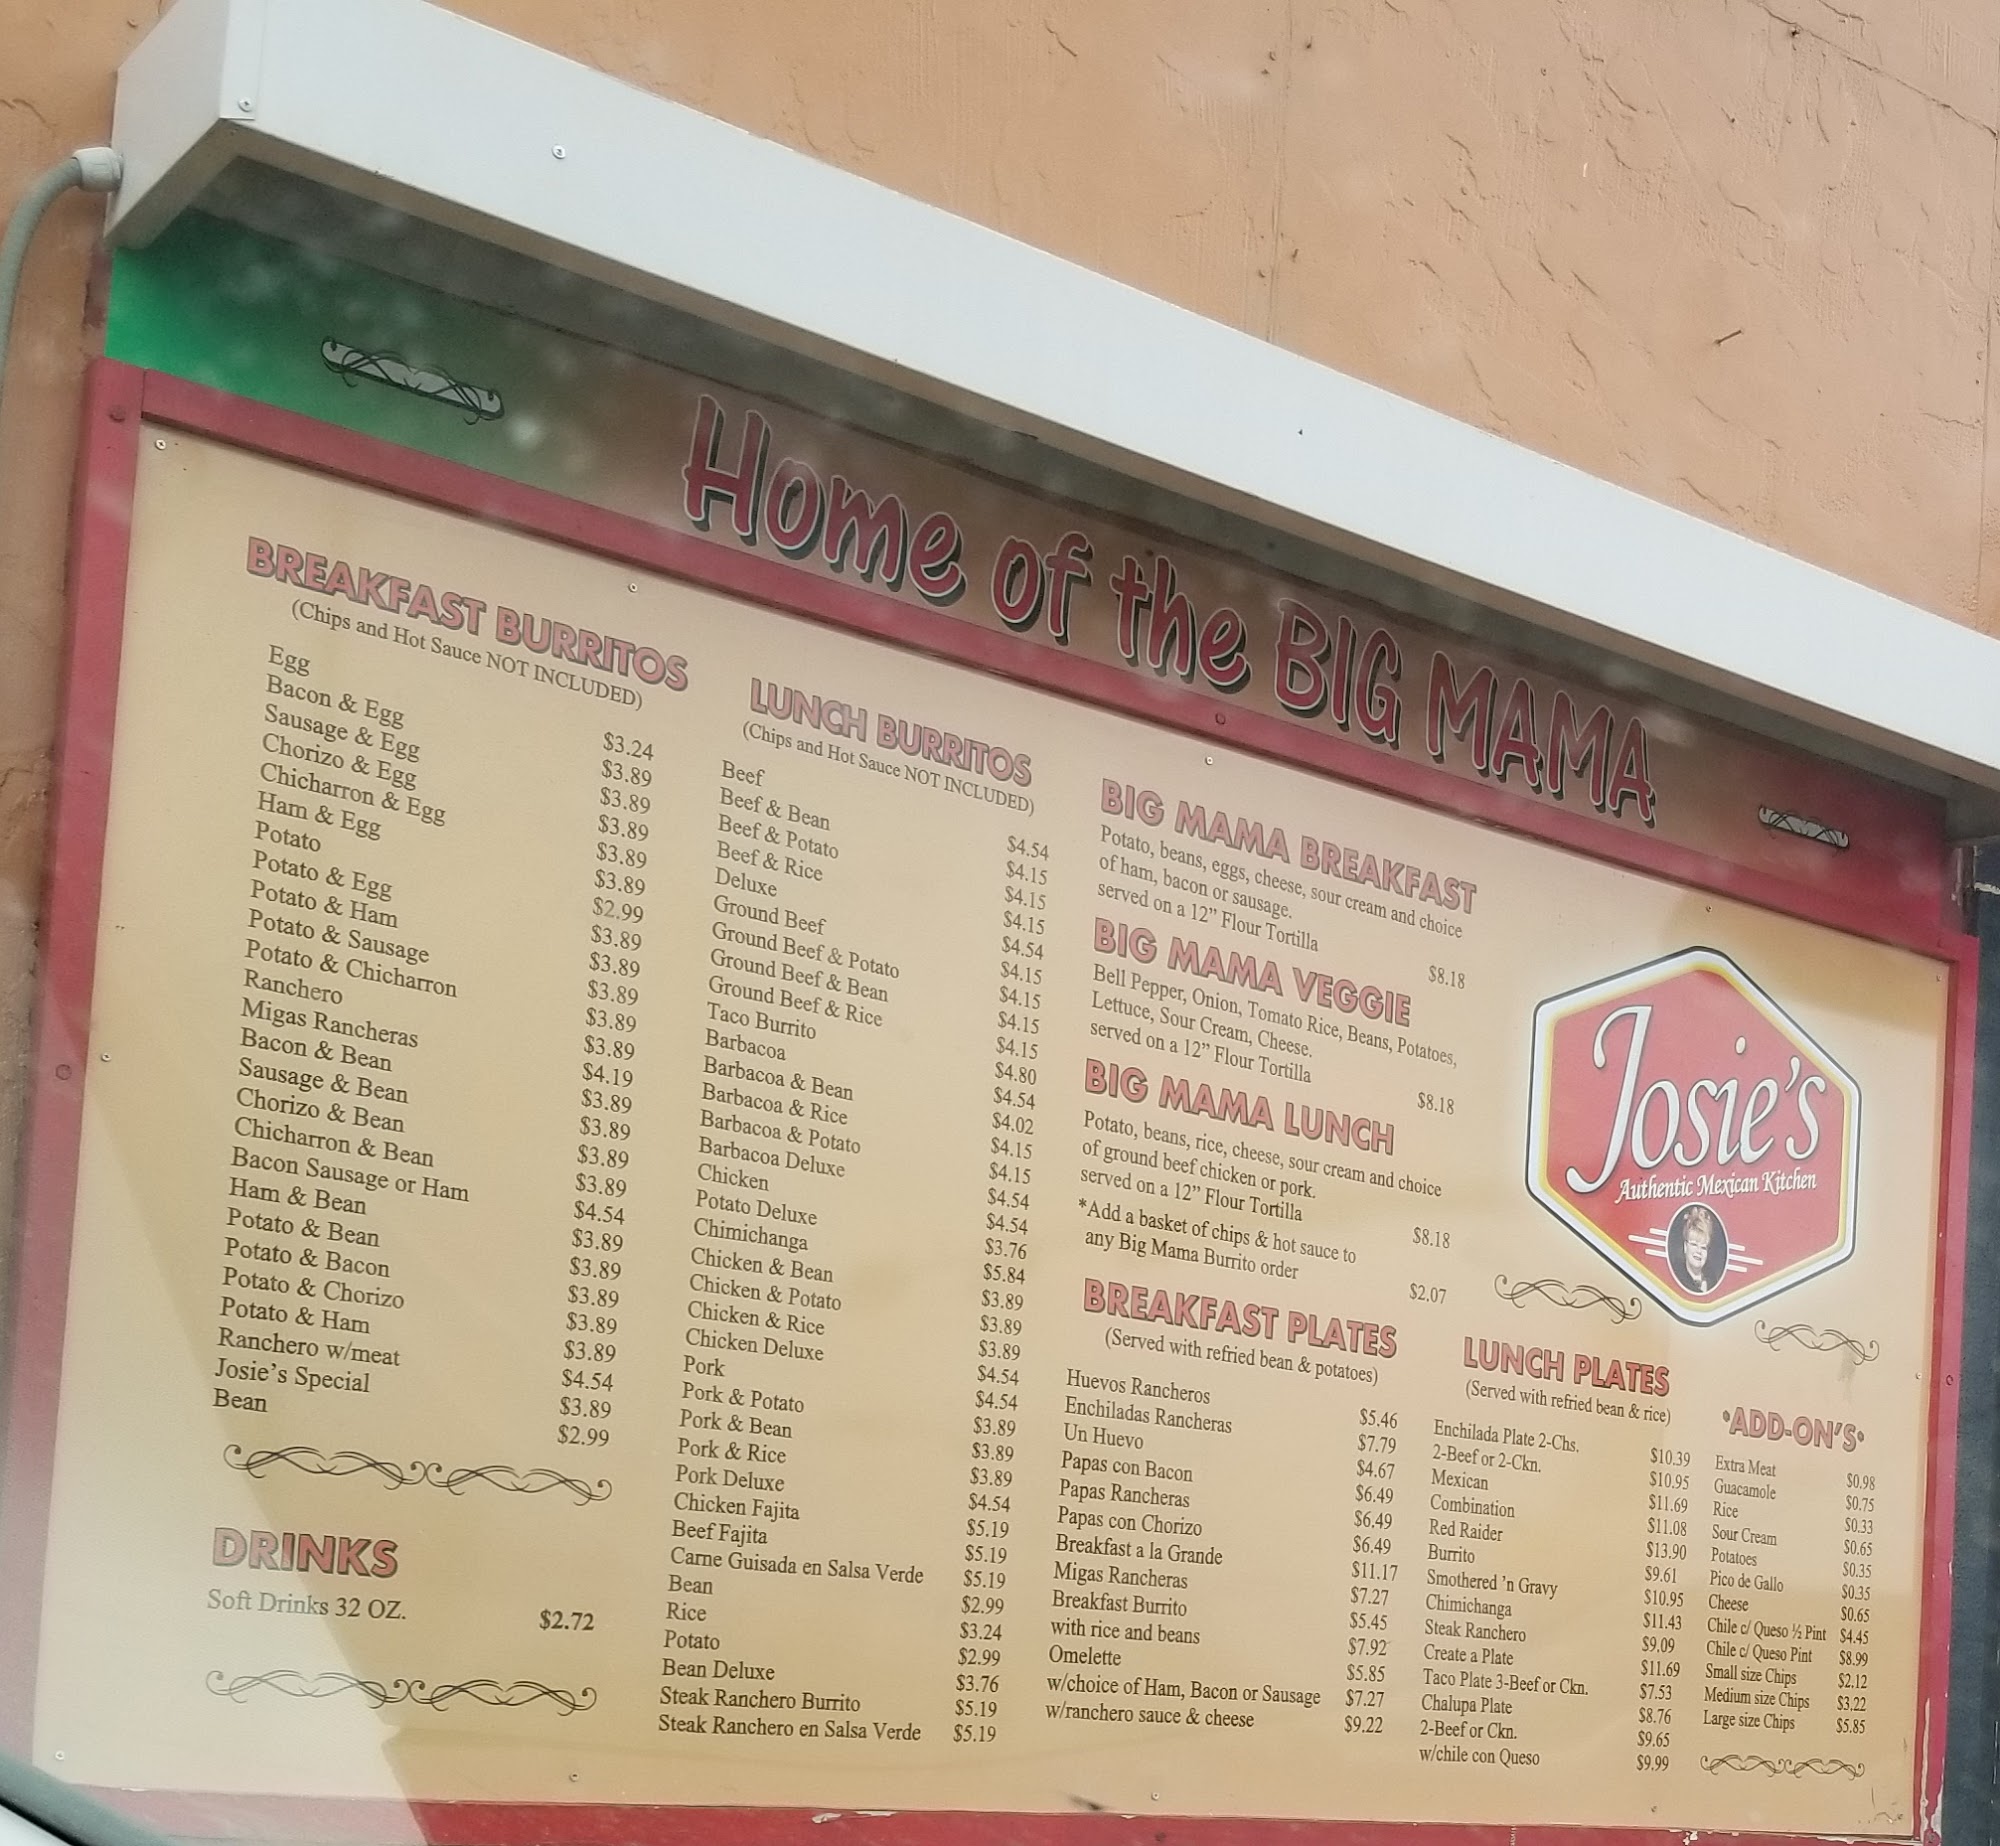 Home of the BIG MAMA
BREAKFAST BURRITOS
(Chips and Hot Sauce NOT INCLUDED)
Egg $3.24
Bacon & Egg $3.89
Sausage & Egg $3.89
Chorizo & Egg $3.89
Chicharron & Egg $3.89
Ham & Egg $3.89
Potato $2.99
Potato & Egg $3.89
Potato & Ham $3.89
Potato & Sausage $3.89
Potato & Chicharron $3.89
Ranchero $3.89
Migas Rancheras $4.19
Bacon & Bean $3.89
Sausage & Bean $3.89
Chorizo & Bean $3.89
Chicharron & Bean $3.89
Bacon Sausage or Ham $4.54
Ham & Bean $3.89
Potato & Bean $3.89
Potato & Bacon $3.89
Potato & Chorizo $3.89
Potato & Ham $3.89
Ranchero w/meat $4.54
Josie's Special $3.89
Bean $2.99
DRINKS
Soft Drinks 32 OZ. $2.72
LUNCH BURRITOS
(Chips and Hot Sauce NOT INCLUDED)
Beef $4.54
Beef & Bean $4.15
Beef & Potato $4.15
Beef & Rice $4.15
Deluxe $4.54
Ground Beef $4.15
Ground Beef & Potato $4.15
Ground Beef & Bean $4.15
Ground Beef & Rice $4.15
Taco Burrito $4.80
Barbacoa $4.54
Barbacoa & Bean $4.02
Barbacoa & Rice $4.15
Barbacoa & Potato $4.15
Barbacoa Deluxe $4.54
Chicken $4.54
Potato Deluxe $3.76
Chimichanga $5.84
Chicken & Bean $3.89
Chicken & Potato $3.89
Chicken & Rice $3.89
Chicken Deluxe $4.54
Pork $4.54
Pork & Potato $3.89
Pork & Bean $3.89
Pork & Rice $3.89
Pork Deluxe $4.54
Chicken Fajita $5.19
Beef Fajita $5.19
Carne Guisada en Salsa Verde $5.19
Bean $2.99
Rice $3.24
Potato $2.99
Bean Deluxe $3.76
Steak Ranchero Burrito $5.19
Steak Ranchero en Salsa Verde $5.19
BIG MAMA BREAKFAST
Potato, beans, eggs, cheese, sour cream and choice
of ham, bacon or sausage.
served on a 12” Flour Tortilla $8.18
BIG MAMA VEGGIE
Bell Pepper, Onion, Tomato Rice, Beans, Potatoes,
Lettuce, Sour Cream, Cheese.
served on a 12” Flour Tortilla $8.18
BIG MAMA LUNCH
Potato, beans, rice, cheese, sour cream and choice
of ground beef chicken or pork.
served on a 12” Flour Tortilla $8.18
*Add a basket of chips & hot sauce to
any Big Mama Burrito order $2.07
BREAKFAST PLATES
(Served with refried bean & potatoes)
Huevos Rancheros $5.46
Enchiladas Rancheras $7.79
Un Huevo $4.67
Papas con Bacon $6.49
Papas Rancheras $6.49
Papas con Chorizo $6.49
Breakfast a la Grande $11.17
Migas Rancheras $7.27
Breakfast Burrito $5.45
with rice and beans $7.92
Omelette $5.85
w/choice of Ham, Bacon or Sausage $7.27
w/ranchero sauce & cheese $9.22
Josie's
Authentic Mexican Kitchen
LUNCH PLATES
(Served with refried bean & rice)
Enchilada Plate 2-Chs. $10.39
2-Beef or 2-Ckn. $10.95
Mexican $11.69
Combination $11.08
Red Raider $13.90
Burrito $9.61
Smothered 'n Gravy $10.95
Chimichanga $11.43
Steak Ranchero $9.09
Create a Plate $11.69
Taco Plate 3-Beef or Ckn. $7.53
Chalupa Plate $8.76
2-Beef or Ckn. $9.65
w/chile con Queso $9.99
*ADD-ON'S*
Extra Meat $0.98
Guacamole $0.75
Rice $0.33
Sour Cream $0.65
Potatoes $0.35
Pico de Gallo $0.35
Cheese $0.65
Chile c/ Queso ½ Pint $4.45
Chile c/ Queso Pint $8.99
Small size Chips $2.12
Medium size Chips $3.22
Large size Chips $5.85